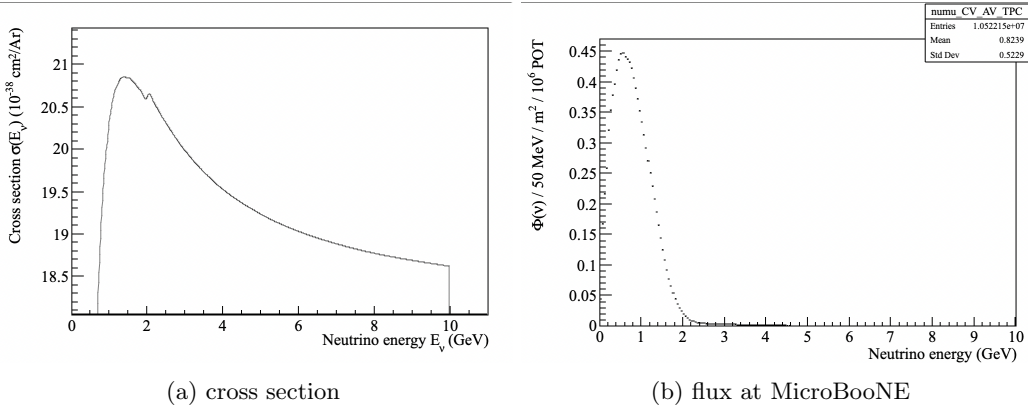 Cross section σ(Eν) (10⁻³⁸ cm²/Ar)
21
20.5
20
19.5
19
18.5
0 2 4 6 8 10
Neutrino energy Eν (GeV)
(a) cross section
numu_CV_AV_TPC
Entries 1.052215e+07
Mean 0.8239
Std Dev 0.5229
Φ(ν) / 50 MeV / m² / 10⁶ POT
0.45
0.4
0.35
0.3
0.25
0.2
0.15
0.1
0.05
0
0 1 2 3 4 5 6 7 8 9 10
Neutrino energy (GeV)
(b) flux at MicroBooNE